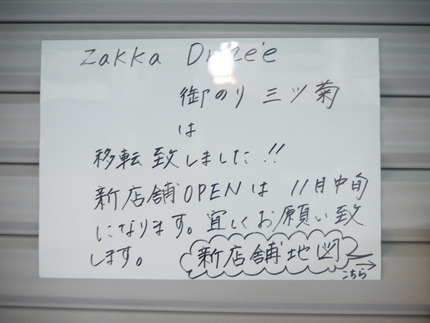 zakka
御のり 三ツ菊
は
移転致しました!!
新店舗OPENは 11月中旬
になります。宜しくお願い致
します。
新店舗地図
こちら→